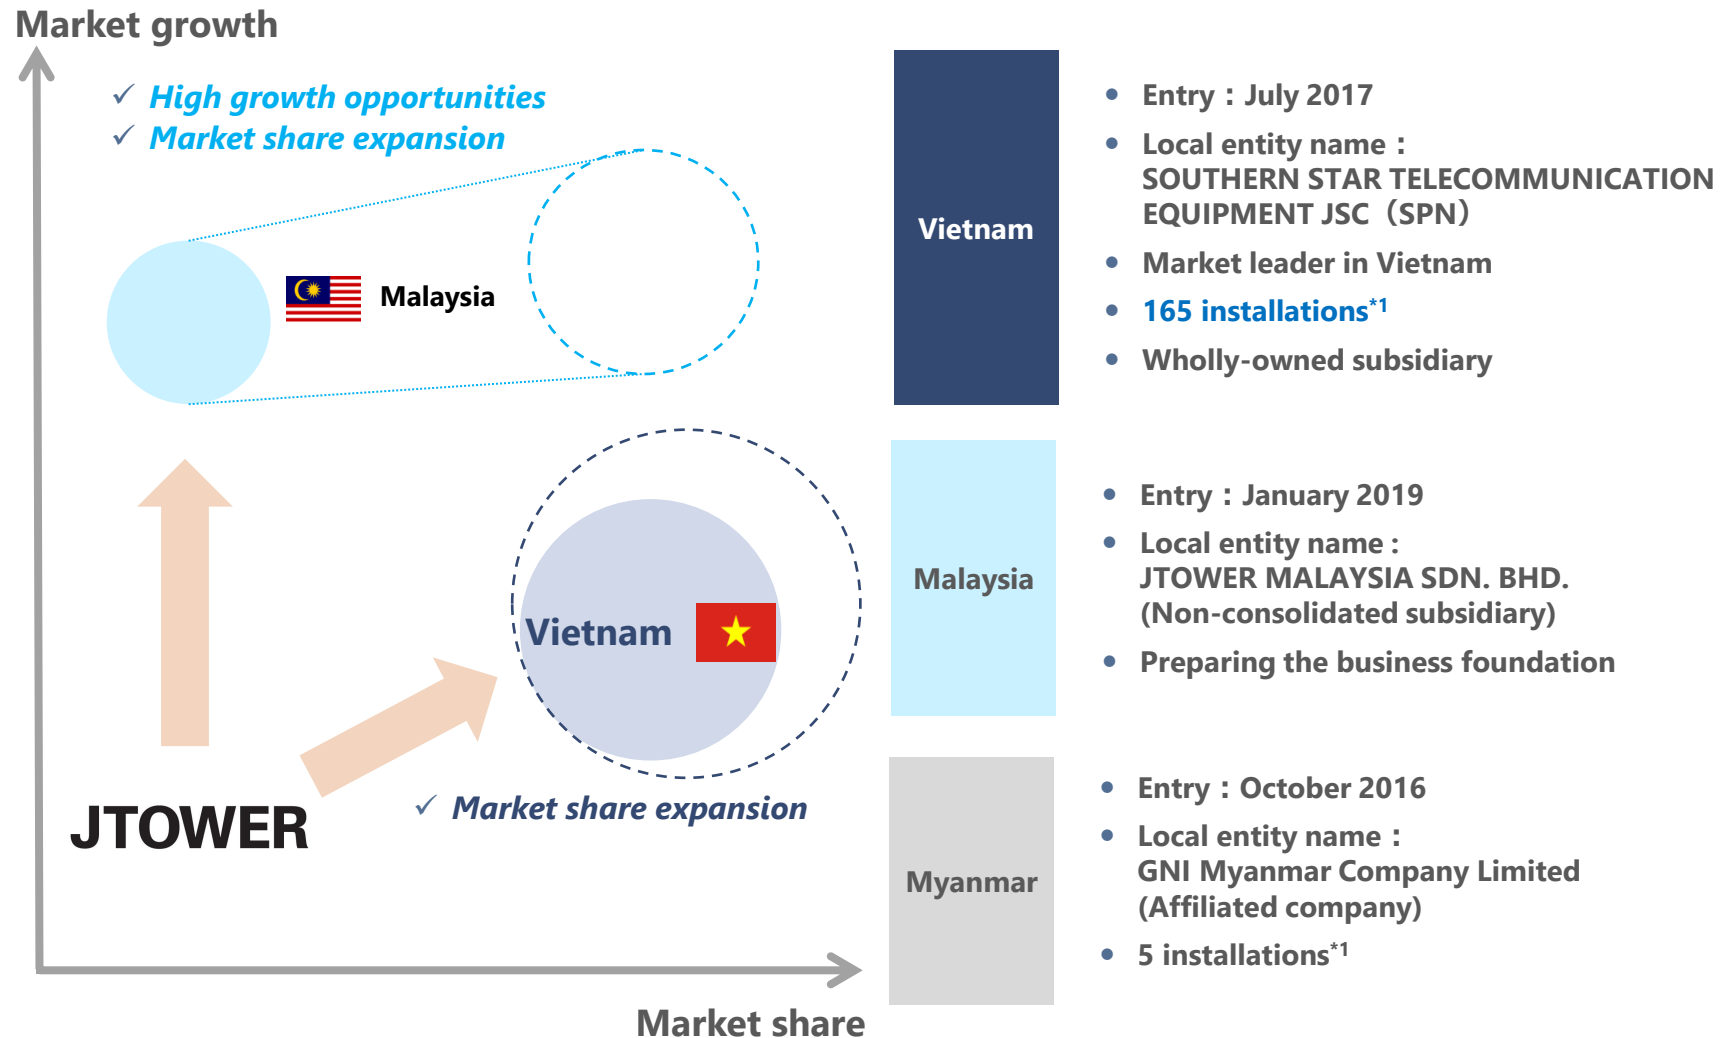 Market growth
✓ High growth opportunities
✓ Market share expansion
Malaysia
Vietnam
✓ Market share expansion
JTOWER
Market share
Vietnam
• Entry：July 2017
• Local entity name：
SOUTHERN STAR TELECOMMUNICATION
EQUIPMENT JSC（SPN）
• Market leader in Vietnam
• 165 installations*1
• Wholly-owned subsidiary
Malaysia
• Entry：January 2019
• Local entity name :
JTOWER MALAYSIA SDN. BHD.
(Non-consolidated subsidiary)
• Preparing the business foundation
Myanmar
• Entry：October 2016
• Local entity name：
GNI Myanmar Company Limited
(Affiliated company)
• 5 installations*1